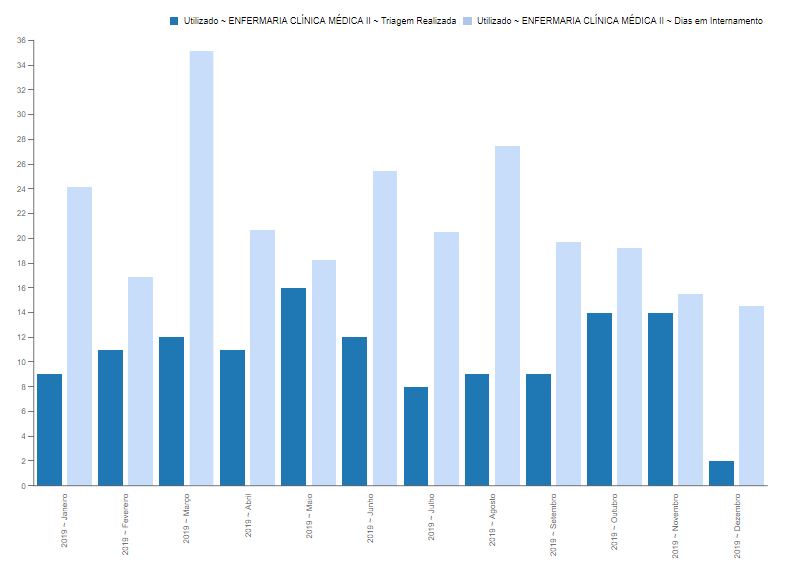 Utilizado ~ ENFERMARIA CLÍNICA MÉDICA II ~ Triagem Realizada Utilizado ~ ENFERMARIA CLÍNICA MÉDICA II ~ Dias em Internamento
36
34
32
30
28
26
24
22
20
18
16
14
12
10
8
6
4
2
0
2019 ~ Janeiro
2019 ~ Fevereiro
2019 ~ Março
2019 ~ Abril
2019 ~ Maio
2019 ~ Junho
2019 ~ Julho
2019 ~ Agosto
2019 ~ Setembro
2019 ~ Outubro
2019 ~ Novembro
2019 ~ Dezembro